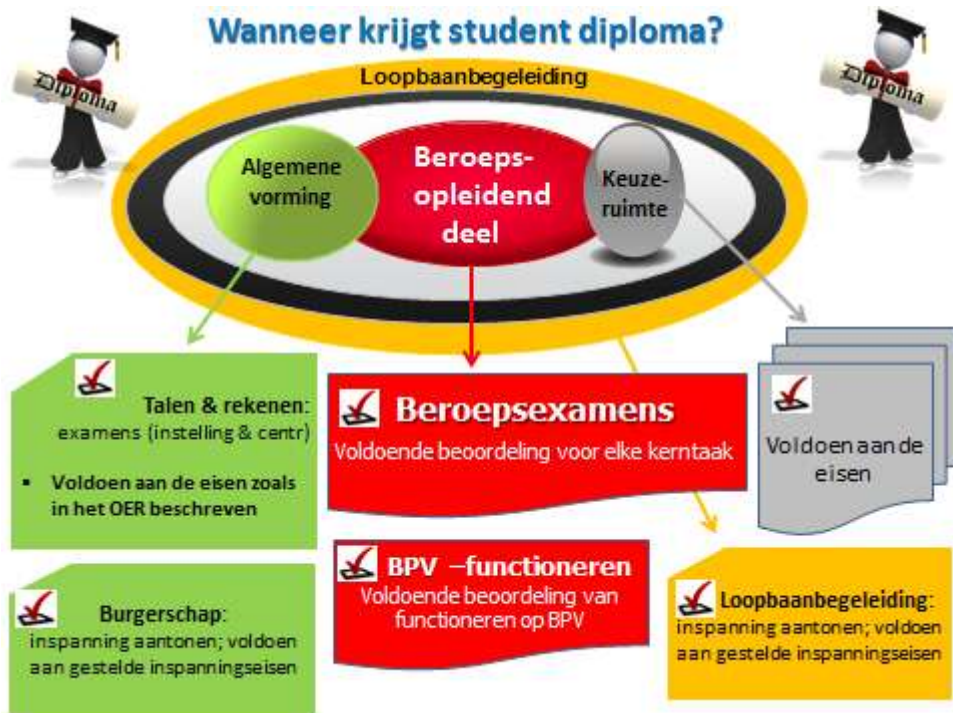 Wanneer krijgt student diploma?
Diploma
Diploma
Loopbaanbegeleiding
Algemene
vorming
Beroeps-
opleidend
deel
Keuze-
ruimte
Talen & rekenen:
examens (instelling & centr)
▪ Voldoen aan de eisen zoals
in het OER beschreven
Beroepsexamens
Voldoende beoordeling voor elke kerntaak
Voldoen aan de
eisen
Burgerschap:
inspanning aantonen; voldoen
aan gestelde inspanningseisen
BPV –functioneren
Voldoende beoordeling van
functioneren op BPV
Loopbaanbegeleiding:
inspanning aantonen; voldoen
aan gestelde inspanningseisen